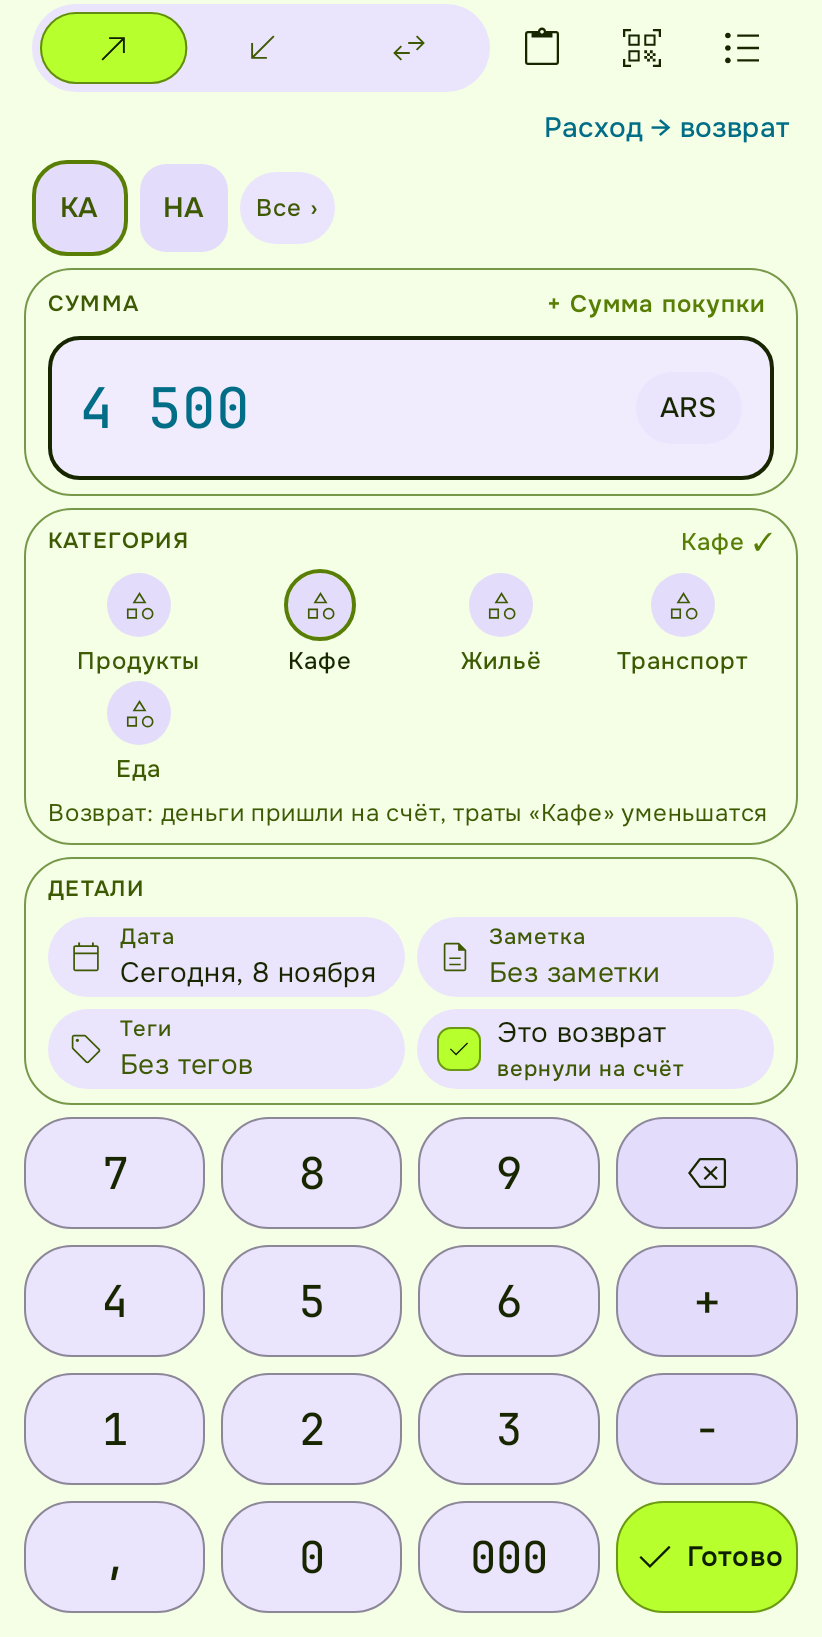 Расход → возврат
КА НА Все ›
СУММА + Сумма покупки
4 500 ARS
КАТЕГОРИЯ Кафе ✓
Продукты Кафе Жильё Транспорт
Еда
Возврат: деньги пришли на счёт, траты «Кафе» уменьшатся
ДЕТАЛИ
Дата Заметка
Сегодня, 8 ноября Без заметки
Теги Это возврат
Без тегов вернули на счёт
7 8 9
4 5 6 +
1 2 3 -
, 0 000 Готово